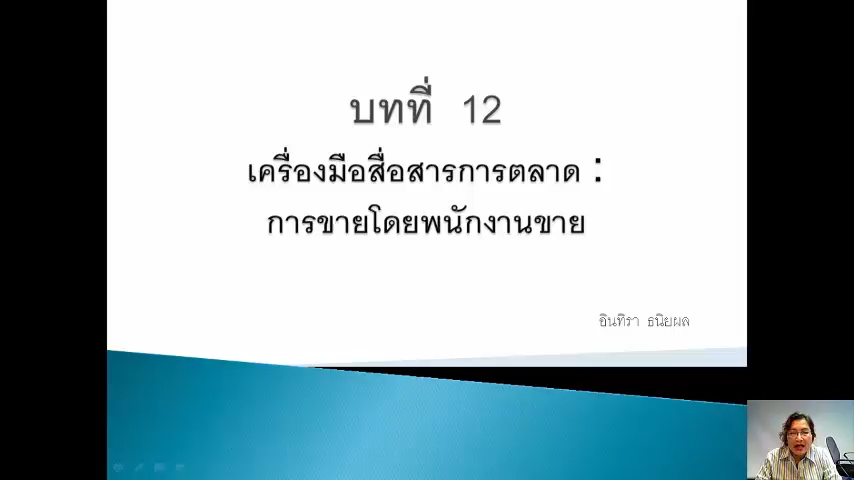 บทที่ 12
เครื่องมือสื่อสารการตลาด :
การขายโดยพนักงานขาย
อินทิรา ธนิยผล